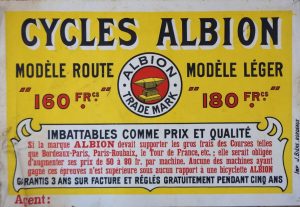 CYCLES ALBION
MODÈLE ROUTE
"160 FRCS"
ALBION
TRADE MARK
MODÈLE LÉGER
"180 FRCS"
IMBATTABLES COMME PRIX ET QUALITÉ
Si la marque ALBION devait supporter les gros frais des Courses telles
que Bordeaux-Paris, Paris-Roubaix, le Tour de France, etc.; elle serait obligée
d'augmenter ses prix de 50 à 80 fr. par machine. Aucune des machines ayant
gagné ces épreuves n'est supérieure sous aucun rapport à une bicyclette ALBION
GARANTIS 3 ANS SUR FACTURE ET RÉGLÉS GRATUITEMENT PENDANT CINQ ANS
Agent: